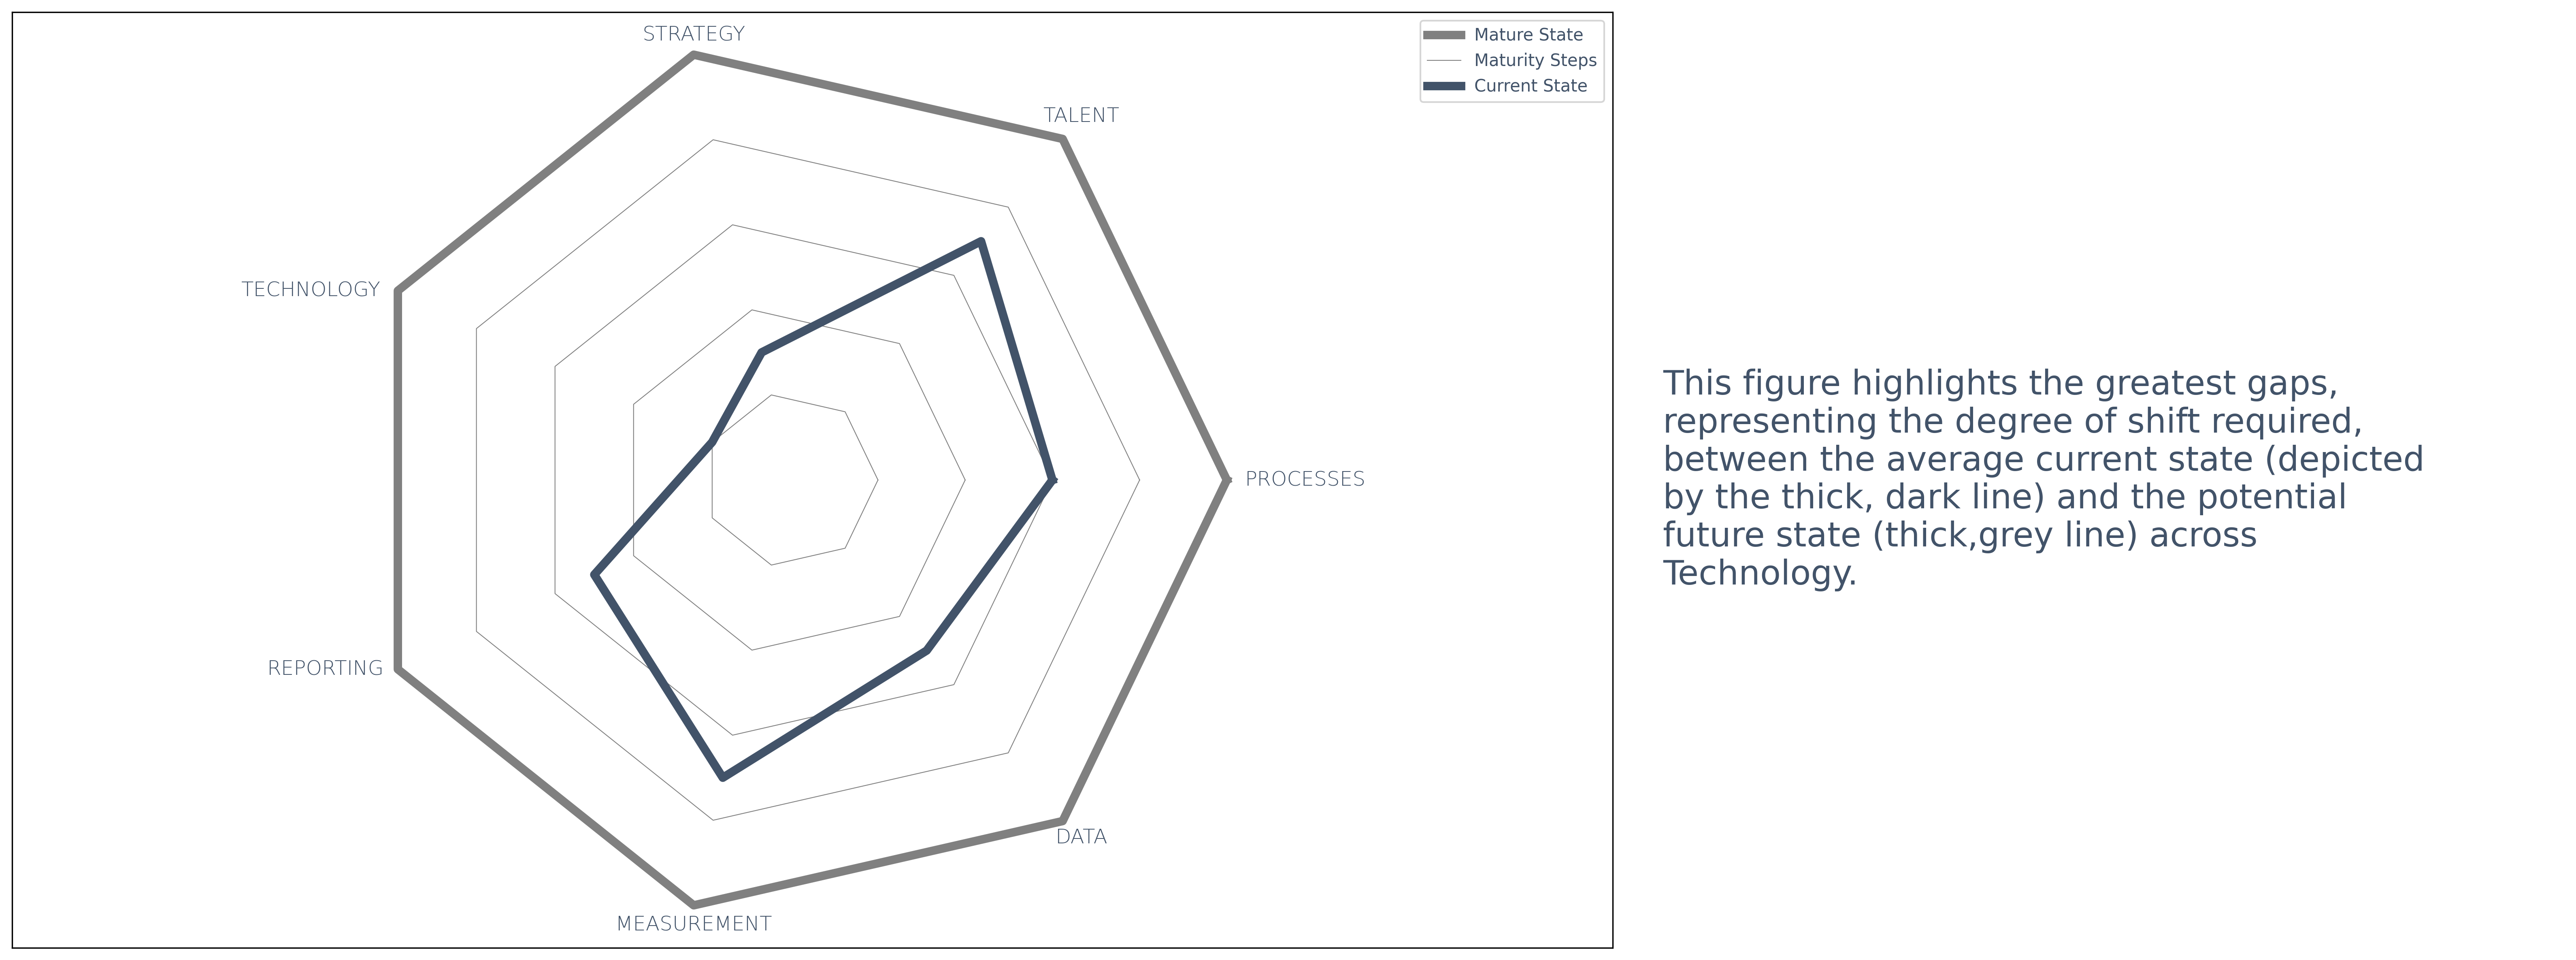 STRATEGY
Mature State
Maturity Steps
Current State
TALENT
TECHNOLOGY
PROCESSES
REPORTING
DATA
MEASUREMENT
This figure highlights the greatest gaps,
representing the degree of shift required,
between the average current state (depicted
by the thick, dark line) and the potential
future state (thick,grey line) across
Technology.